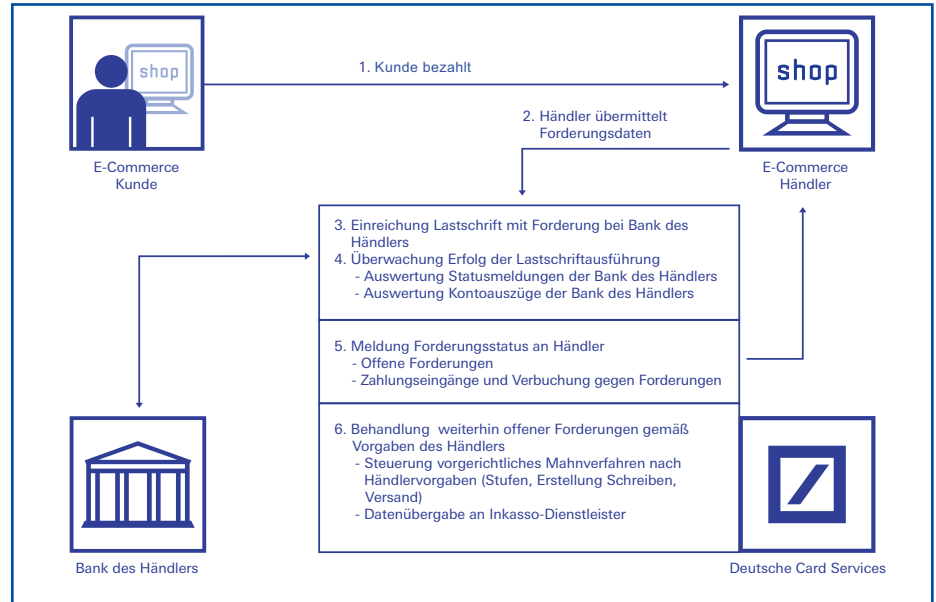 shop
shop
1. Kunde bezahlt
2. Händler übermittelt
Forderungsdaten
E-Commerce
Kunde
E-Commerce
Händler
3. Einreichung Lastschrift mit Forderung bei Bank des
Händlers
4. Überwachung Erfolg der Lastschriftausführung
- Auswertung Statusmeldungen der Bank des Händlers
- Auswertung Kontoauszüge der Bank des Händlers
5. Meldung Forderungsstatus an Händler
- Offene Forderungen
- Zahlungseingänge und Verbuchung gegen Forderungen
6. Behandlung weiterhin offener Forderungen gemäß
Vorgaben des Händlers
- Steuerung vorgerichtliches Mahnverfahren nach
Händlervorgaben (Stufen, Erstellung Schreiben,
Versand)
- Datenübergabe an Inkasso-Dienstleister
Bank des Händlers
Deutsche Card Services